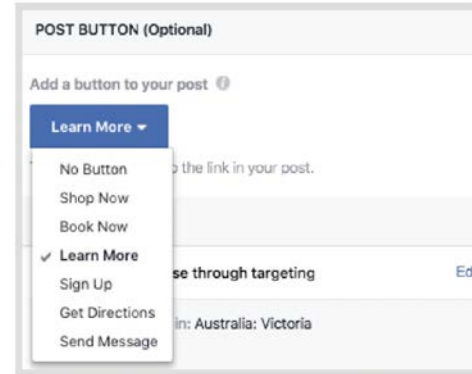 POST BUTTON (Optional)
Add a button to your post
Learn More
No Button
the link in your post.
Shop Now
Book Now
Learn More
Sign Up
se through targeting
Ed
Get Directions
in: Australia: Victoria
Send Message